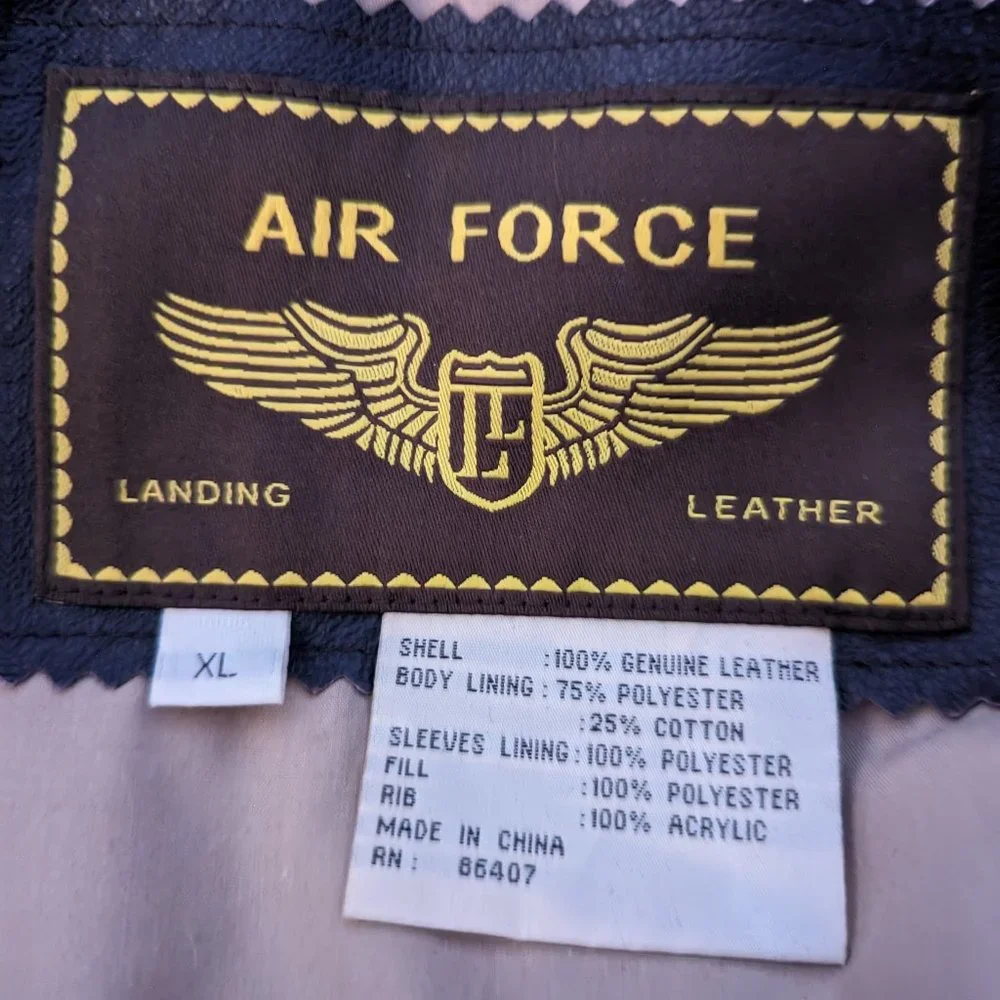 AIR FORCE
LL
LANDING LEATHER
XL
SHELL :100% GENUINE LEATHER
BODY LINING : 75% POLYESTER
:25% COTTON
SLEEVES LINING :100% POLYESTER
FILL :100% POLYESTER
RIB :100% ACRYLIC
MADE IN CHINA
RN : 86407